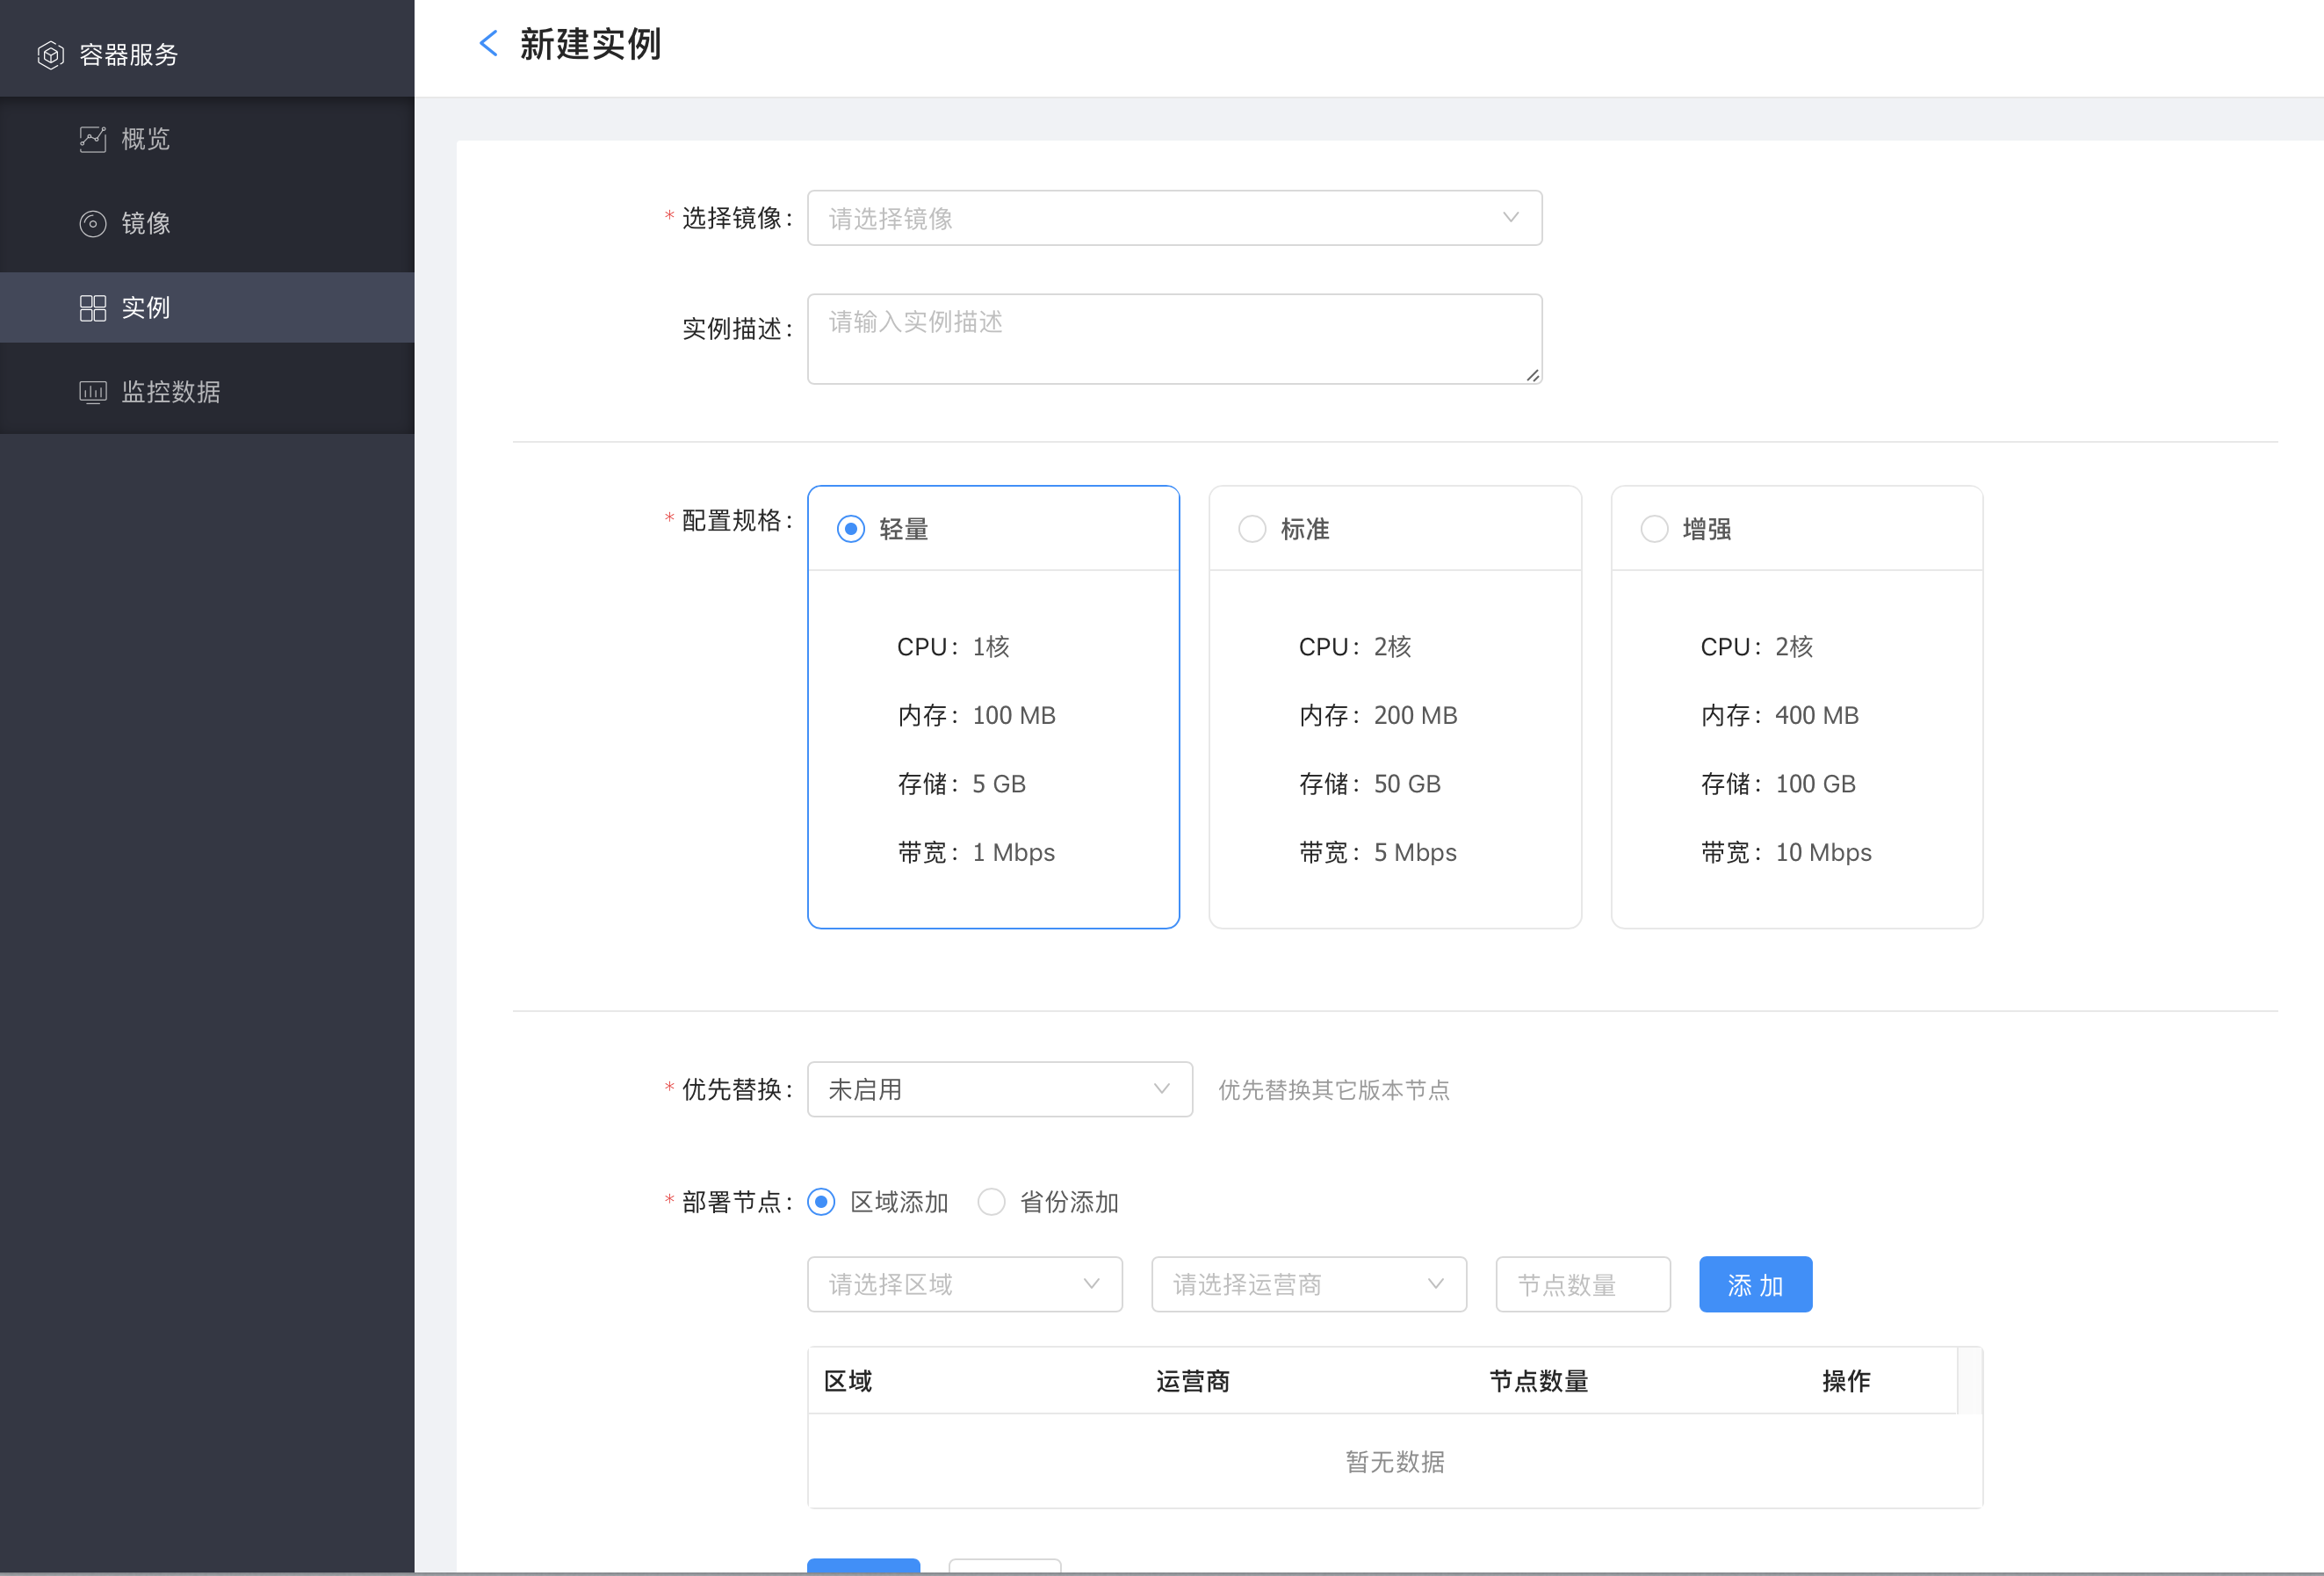 容器服务
概览
镜像
实例
监控数据
新建实例
* 选择镜像： 请选择镜像
实例描述： 请输入实例描述
* 配置规格：
轻量
CPU： 1核
内存： 100 MB
存储： 5 GB
带宽： 1 Mbps
标准
CPU： 2核
内存： 200 MB
存储： 50 GB
带宽： 5 Mbps
增强
CPU： 2核
内存： 400 MB
存储： 100 GB
带宽： 10 Mbps
* 优先替换： 未启用 优先替换其它版本节点
* 部署节点： 区域添加 省份添加
请选择区域 请选择运营商 节点数量 添 加
区域 运营商 节点数量 操作
暂无数据